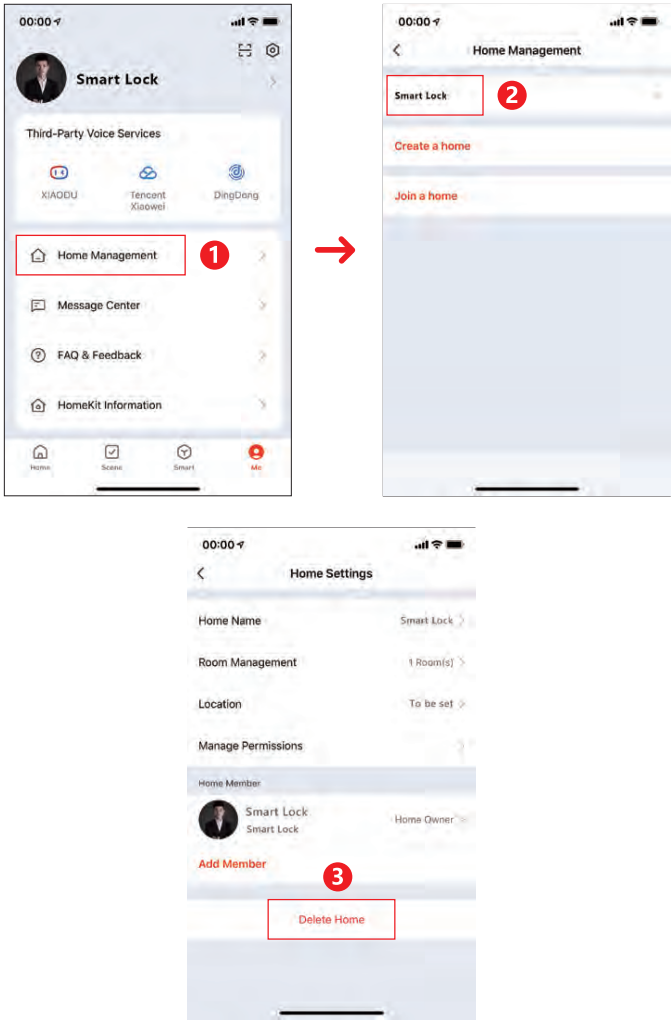 00:00
Smart Lock
Third-Party Voice Services
XIAODU
Tencent
Xiaowei
DingDong
Home Management
1
Message Center
FAQ & Feedback
HomeKit Information
Home
Scene
Smart
Me
00:00
Home Management
Smart Lock
2
Create a home
Join a home
00:00
Home Settings
Home Name Smart Lock
Room Management 1 Room(s)
Location To be set
Manage Permissions
Home Member
Smart Lock
Smart Lock
Home Owner
Add Member
3
Delete Home